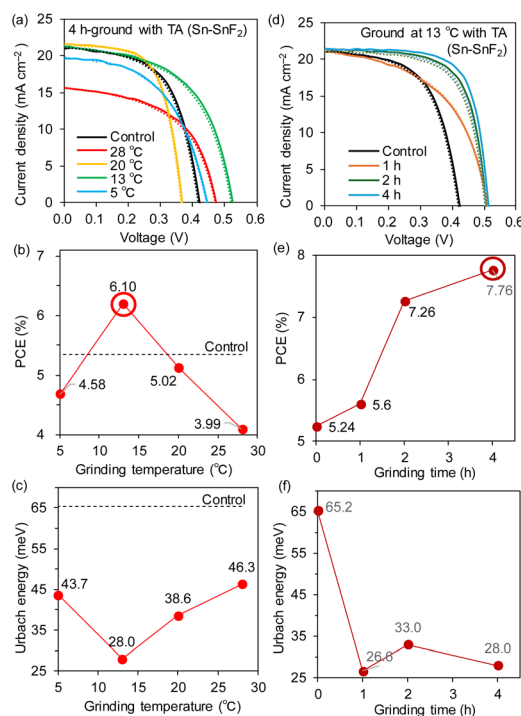 (a)
4 h-ground with TA (Sn-SnF₂)
Current density (mA cm⁻²)
25
20
15
10
5
0
Control
28 °C
20 °C
13 °C
5 °C
0.0 0.1 0.2 0.3 0.4 0.5 0.6
Voltage (V)
(b)
PCE (%)
7
6
5
4
6.10
Control
4.58
5.02
3.99
5 10 15 20 25 30
Grinding temperature (°C)
(c)
Urbach energy (meV)
65
55
45
35
25
Control
43.7
28.0
38.6
46.3
5 10 15 20 25 30
Grinding temperature (°C)
(d)
Ground at 13 °C with TA
(Sn-SnF₂)
Current density (mA cm⁻²)
25
20
15
10
5
0
Control
1 h
2 h
4 h
0.0 0.1 0.2 0.3 0.4 0.5 0.6
Voltage (V)
(e)
PCE (%)
8
7
6
5
7.76
7.26
5.6
5.24
0 1 2 3 4
Grinding time (h)
(f)
Urbach energy (meV)
65
55
45
35
25
65.2
26.6
33.0
28.0
0 1 2 3 4
Grinding time (h)